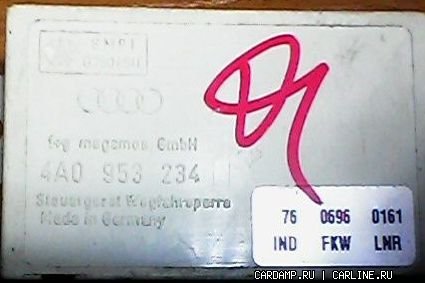 megamos GmbH
4A0 953 234
Steuergerät Wegfahrsperre
Made in Germany
76 0696 0161
IND FKW LNR
CARDAMP.RU | CARLINE.RU